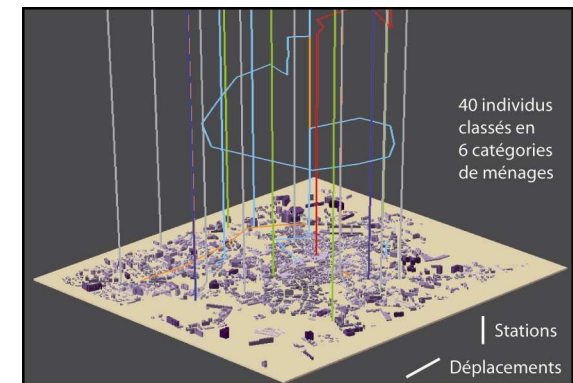 40 individus
classés en
6 catégories
de ménages
Stations
Déplacements